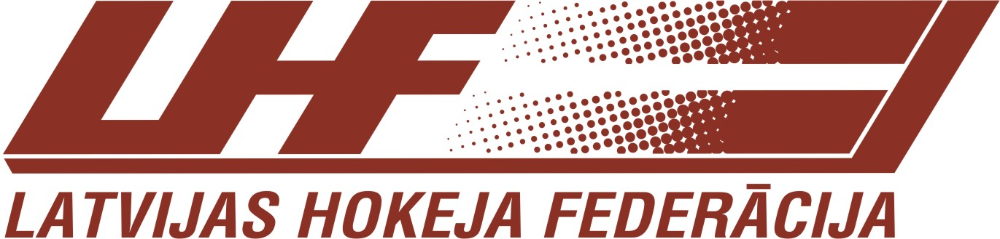 LHF
LATVIJAS HOKEJA FEDERĀCIJA